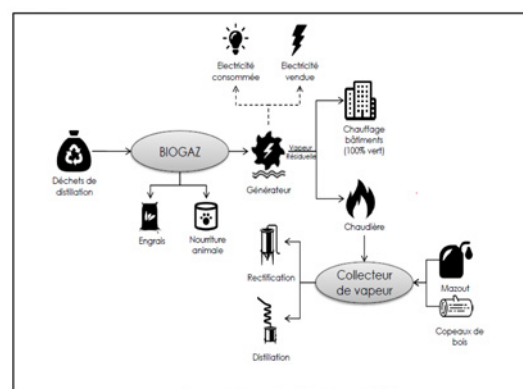 Electricité
consommée
Electricité
vendue
Déchets de
distillation
BIOGAZ
Engrais
Nourriture
animale
Générateur
Vapeur
Résiduelle
Chauffage
bâtiments
(100% vert)
Chaudière
Rectification
Distillation
Collecteur
de vapeur
Mazout
Copeaux de
bois